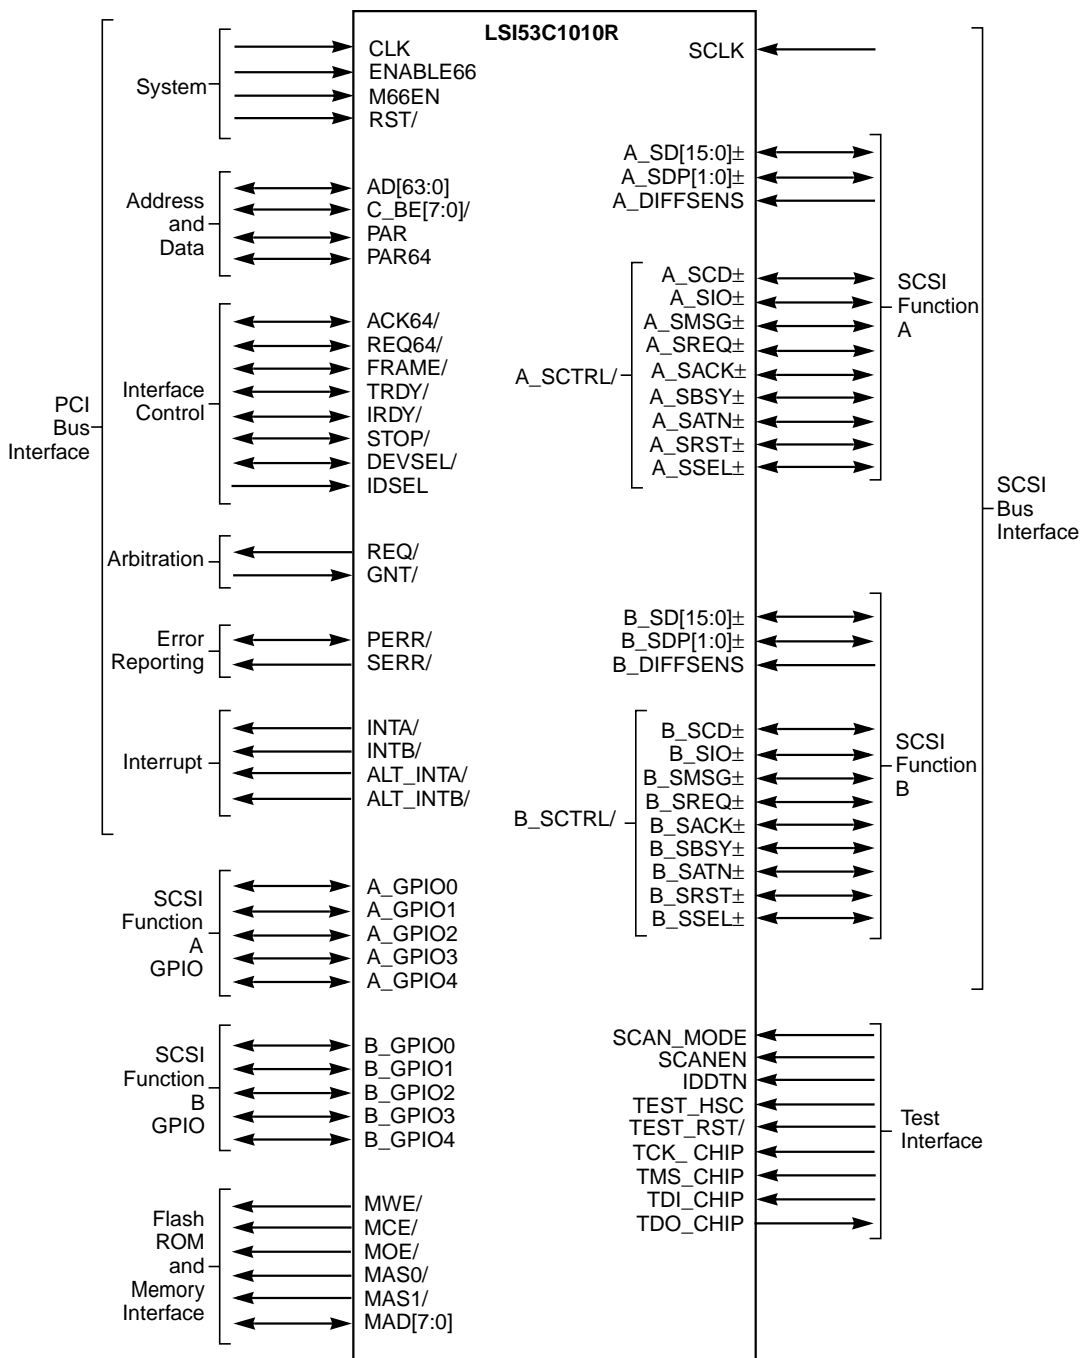 LSI53C1010R
PCI
Bus
Interface
System
CLK
ENABLE66
M66EN
RST/
Address
and
Data
AD[63:0]
C_BE[7:0]/
PAR
PAR64
Interface
Control
ACK64/
REQ64/
FRAME/
TRDY/
IRDY/
STOP/
DEVSEL/
IDSEL
Arbitration
REQ/
GNT/
Error
Reporting
PERR/
SERR/
Interrupt
INTA/
INTB/
ALT_INTA/
ALT_INTB/
SCSI
Function
A
GPIO
A_GPIO0
A_GPIO1
A_GPIO2
A_GPIO3
A_GPIO4
SCSI
Function
B
GPIO
B_GPIO0
B_GPIO1
B_GPIO2
B_GPIO3
B_GPIO4
Flash
ROM
and
Memory
Interface
MWE/
MCE/
MOE/
MAS0/
MAS1/
MAD[7:0]
SCLK
A_SD[15:0]±
A_SDP[1:0]±
A_DIFFSENS
A_SCTRL/
A_SCD±
A_SIO±
A_SMSG±
A_SREQ±
A_SACK±
A_SBSY±
A_SATN±
A_SRST±
A_SSEL±
SCSI
Function
A
B_SD[15:0]±
B_SDP[1:0]±
B_DIFFSENS
B_SCTRL/
B_SCD±
B_SIO±
B_SMSG±
B_SREQ±
B_SACK±
B_SBSY±
B_SATN±
B_SRST±
B_SSEL±
SCSI
Function
B
SCSI
Bus
Interface
SCAN_MODE
SCANEN
IDDTN
TEST_HSC
TEST_RST/
TCK_ CHIP
TMS_CHIP
TDI_CHIP
TDO_CHIP
Test
Interface